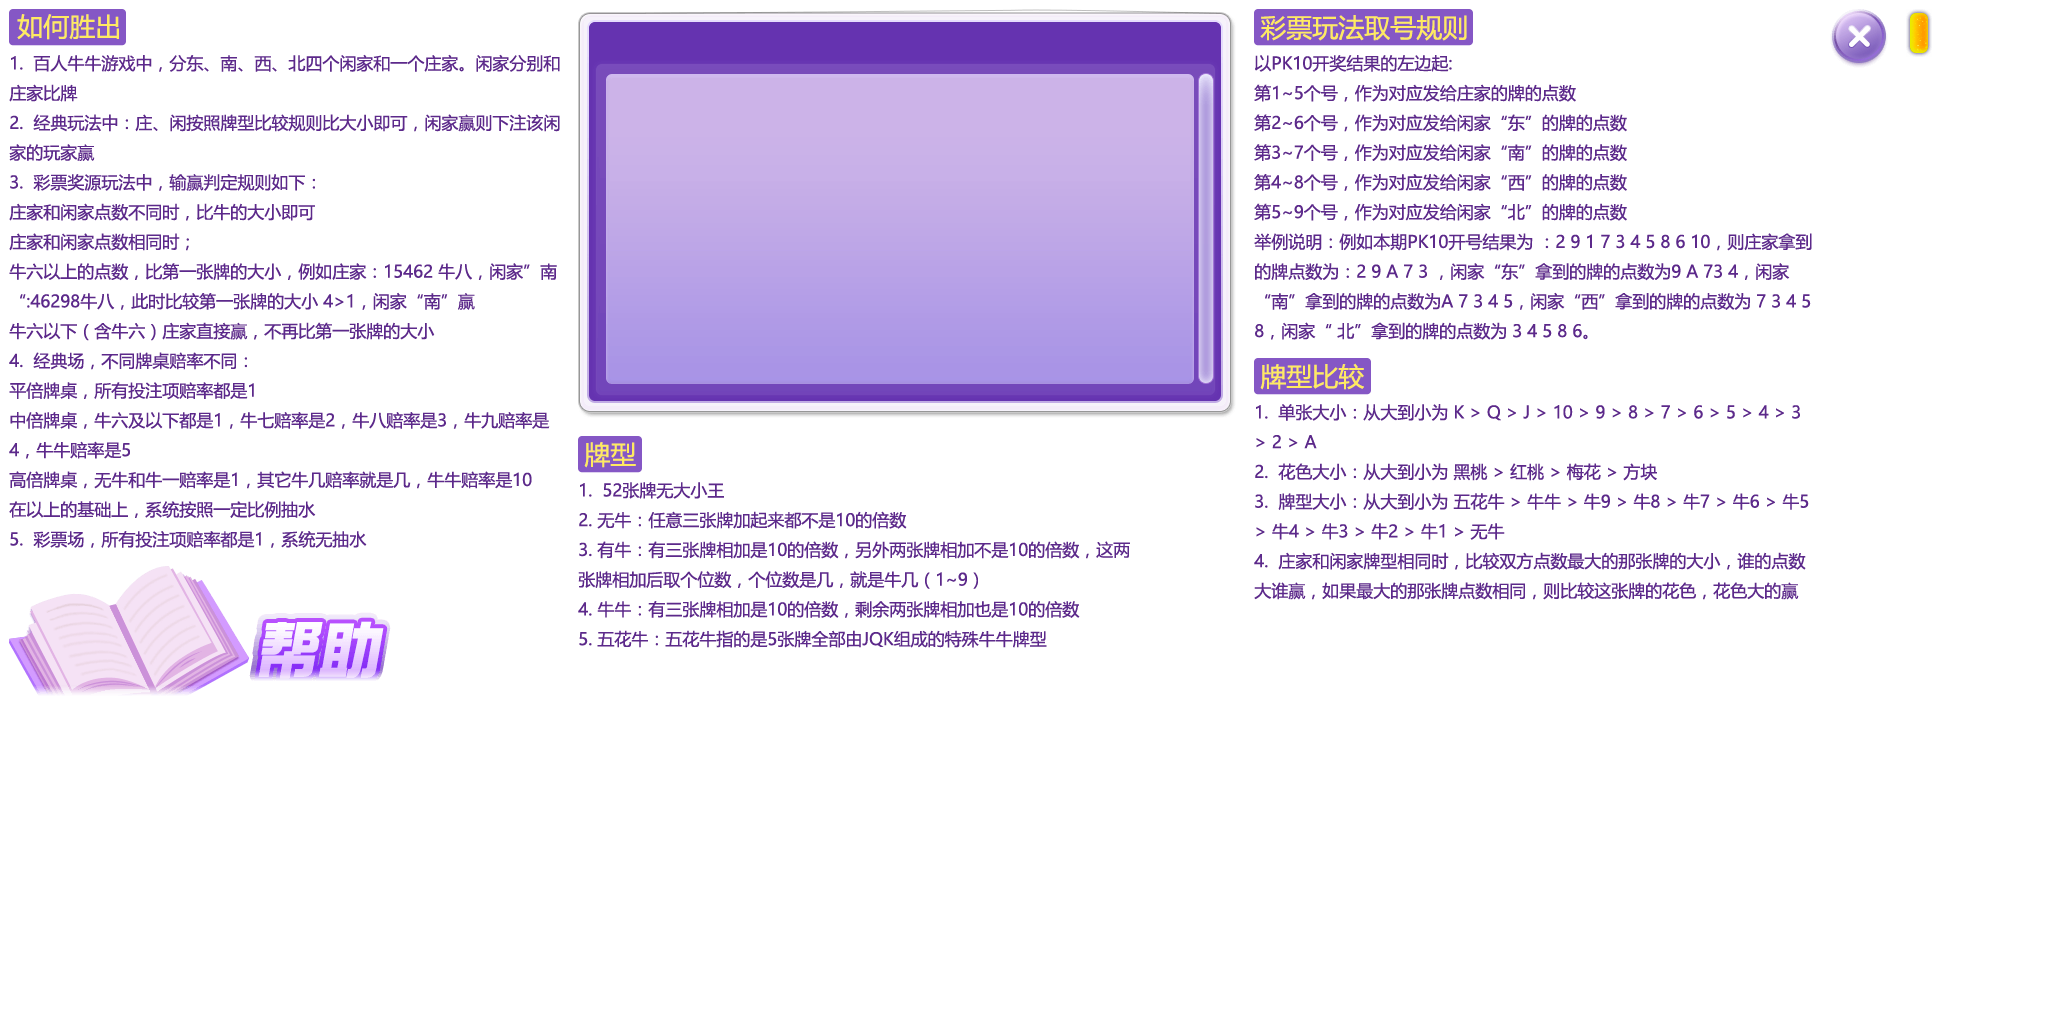 如何胜出
1.  百人牛牛游戏中，分东、南、西、北四个闲家和一个庄家。闲家分别和
庄家比牌
2.  经典玩法中：庄、闲按照牌型比较规则比大小即可，闲家赢则下注该闲
家的玩家赢
3.  彩票奖源玩法中，输赢判定规则如下：
庄家和闲家点数不同时，比牛的大小即可
庄家和闲家点数相同时；
牛六以上的点数，比第一张牌的大小，例如庄家：15462 牛八，闲家”南
“:46298牛八，此时比较第一张牌的大小 4>1，闲家“南”赢
牛六以下（含牛六）庄家直接赢，不再比第一张牌的大小
4.  经典场，不同牌桌赔率不同：
平倍牌桌，所有投注项赔率都是1
中倍牌桌，牛六及以下都是1，牛七赔率是2，牛八赔率是3，牛九赔率是
4，牛牛赔率是5
高倍牌桌，无牛和牛一赔率是1，其它牛几赔率就是几，牛牛赔率是10
在以上的基础上，系统按照一定比例抽水
5.  彩票场，所有投注项赔率都是1，系统无抽水
帮助
牌型
1.  52张牌无大小王
2. 无牛：任意三张牌加起来都不是10的倍数
3. 有牛：有三张牌相加是10的倍数，另外两张牌相加不是10的倍数，这两
张牌相加后取个位数，个位数是几，就是牛几（1~9）
4. 牛牛：有三张牌相加是10的倍数，剩余两张牌相加也是10的倍数
5. 五花牛：五花牛指的是5张牌全部由JQK组成的特殊牛牛牌型
彩票玩法取号规则
以PK10开奖结果的左边起:
第1~5个号，作为对应发给庄家的牌的点数
第2~6个号，作为对应发给闲家“东”的牌的点数
第3~7个号，作为对应发给闲家“南”的牌的点数
第4~8个号，作为对应发给闲家“西”的牌的点数
第5~9个号，作为对应发给闲家“北”的牌的点数
举例说明：例如本期PK10开号结果为 ：2 9 1 7 3 4 5 8 6 10，则庄家拿到
的牌点数为：2 9 A 7 3 ，闲家“东”拿到的牌的点数为9 A 73 4，闲家
“南”拿到的牌的点数为A 7 3 4 5，闲家“西”拿到的牌的点数为 7 3 4 5
8，闲家“ 北”拿到的牌的点数为 3 4 5 8 6。
牌型比较
1.  单张大小：从大到小为 K > Q > J > 10 > 9 > 8 > 7 > 6 > 5 > 4 > 3
> 2 > A
2.  花色大小：从大到小为 黑桃 > 红桃 > 梅花 > 方块
3.  牌型大小：从大到小为 五花牛 > 牛牛 > 牛9 > 牛8 > 牛7 > 牛6 > 牛5
> 牛4 > 牛3 > 牛2 > 牛1 > 无牛
4.  庄家和闲家牌型相同时，比较双方点数最大的那张牌的大小，谁的点数
大谁赢，如果最大的那张牌点数相同，则比较这张牌的花色，花色大的赢